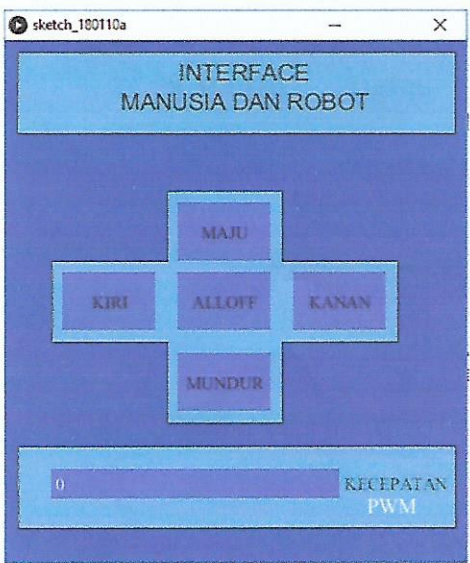 sketch_180110a
INTERFACE
MANUSIA DAN ROBOT
MAJU
KIRI ALLOFF KANAN
MUNDUR
0 KECEPATAN
PWM